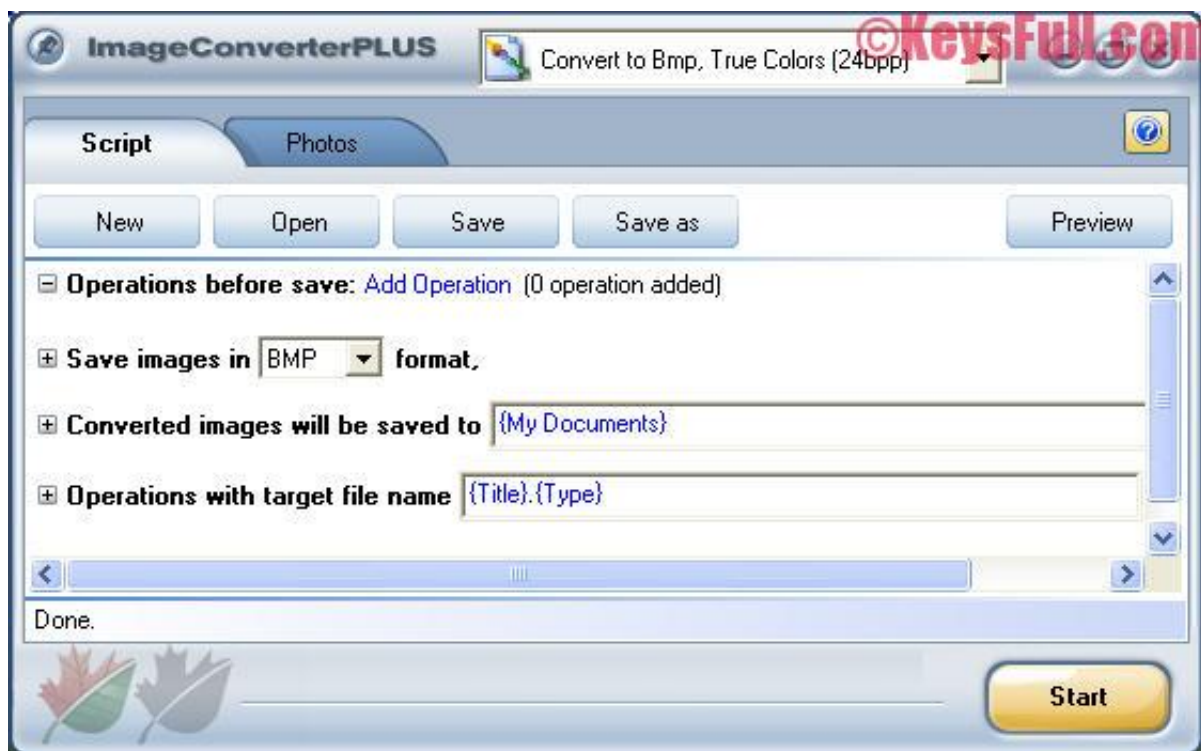 ImageConverterPLUS
Convert to Bmp, True Colors (24bpp)
©KeysFull.com
Script Photos
New Open Save Save as Preview
Operations before save: Add Operation (0 operation added)
Save images in BMP format,
Converted images will be saved to {My Documents}
Operations with target file name {Title}.{Type}
Done.
Start